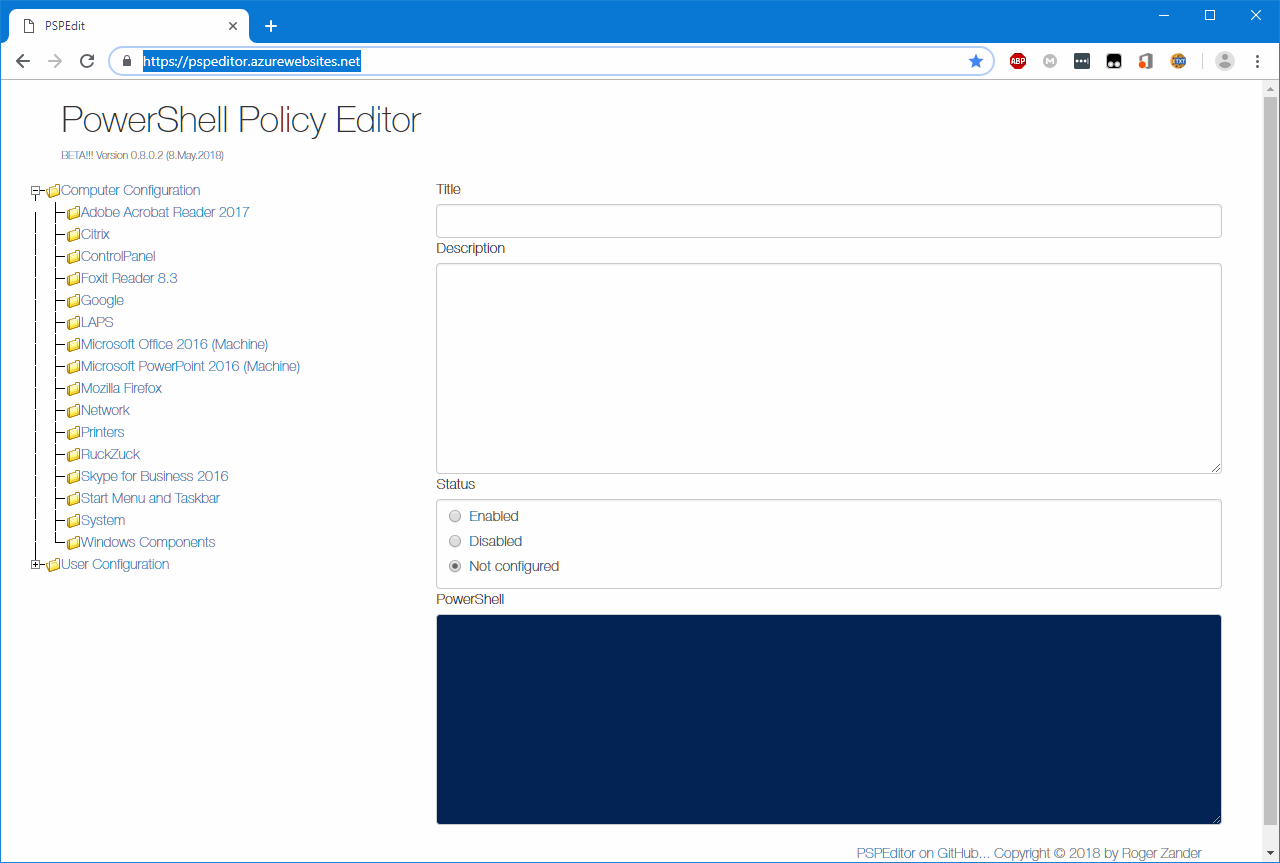 PSPEdit
https://pspeditor.azurewebsites.net
ABP
PowerShell Policy Editor
BETA!!! Version 0.8.0.2 (8.May.2018)
Computer Configuration
Adobe Acrobat Reader 2017
Citrix
ControlPanel
Foxit Reader 8.3
Google
LAPS
Microsoft Office 2016 (Machine)
Microsoft PowerPoint 2016 (Machine)
Mozilla Firefox
Network
Printers
RuckZuck
Skype for Business 2016
Start Menu and Taskbar
System
Windows Components
User Configuration
Title
Description
Status
Enabled
Disabled
Not configured
PowerShell
PSPEditor on GitHub... Copyright © 2018 by Roger Zander